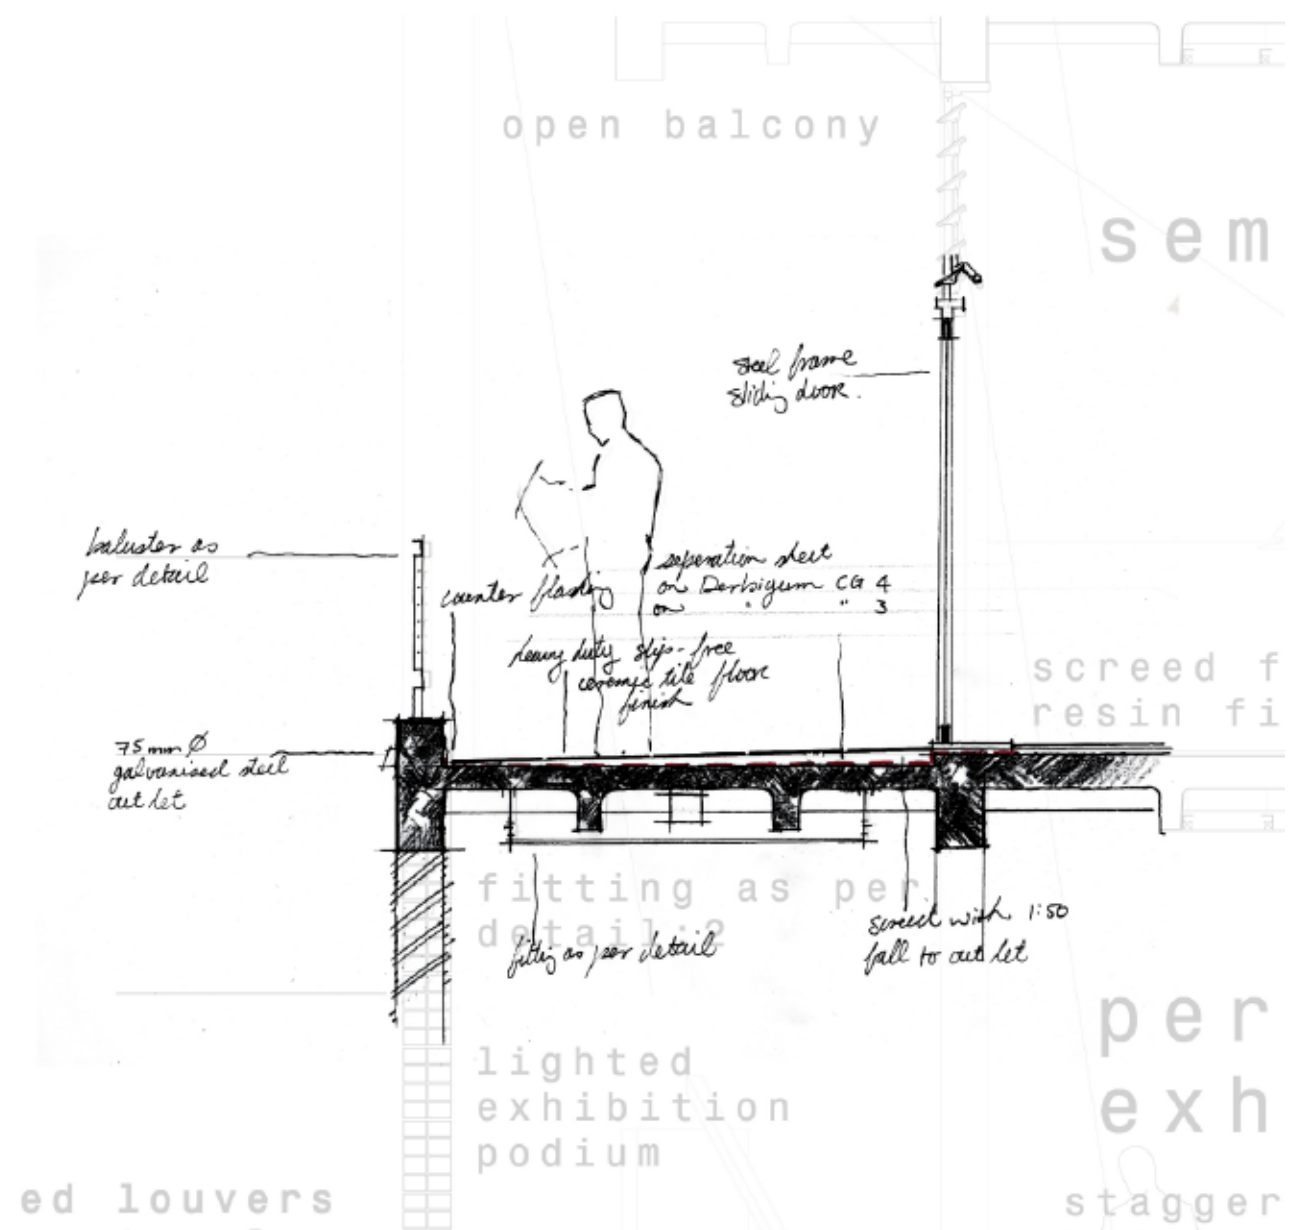 open balcony
sem
steel frame
sliding door.
baluster as
per detail
counter flashing
seperation sheet
on Derbigum CG 4
on " " 3
heavy duty slip-free
ceramic tile floor
finish
screed f
resin fi
75mm Ø
galvanised steel
outlet
fitting as per
detail:2
fitting as per detail
screed with 1:50
fall to outlet
per
exh
lighted
exhibition
podium
ed louvers
stagger